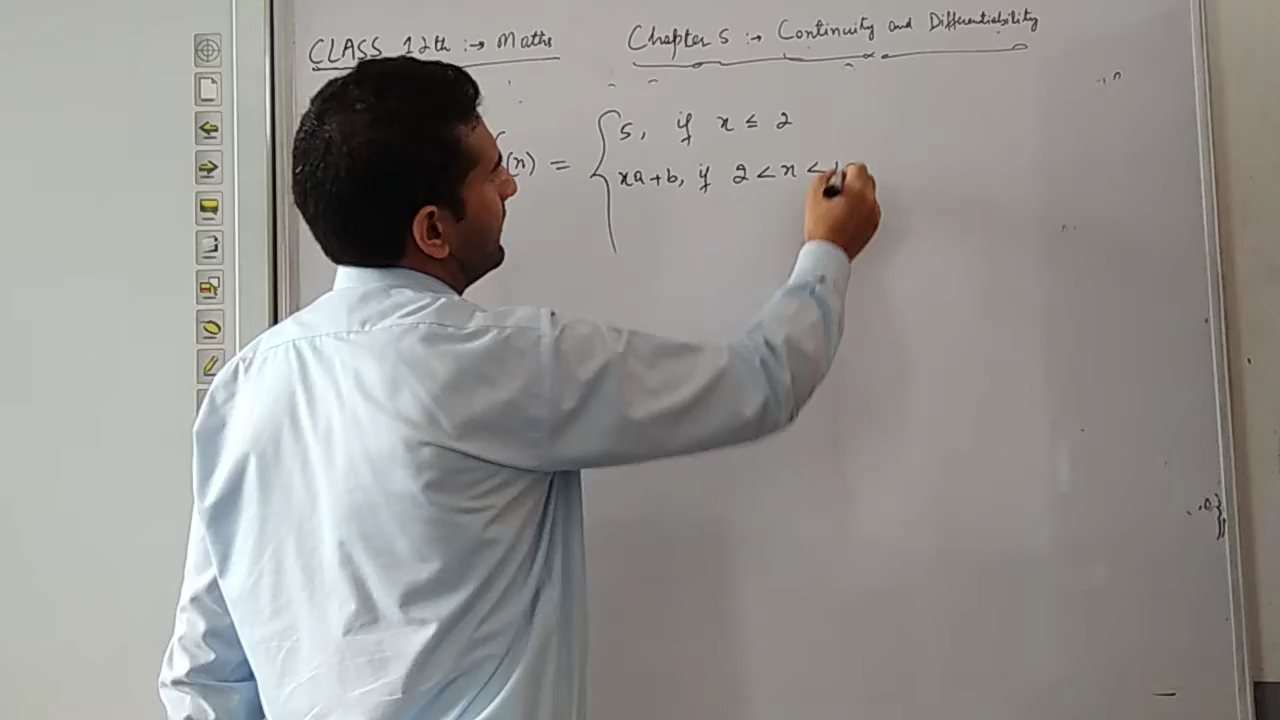 CLASS 12th :→ Maths
Chapter 5 :→ Continuity and Differentiability
(x) = { 5, if x ≤ 2
xa+b, if 2 < x <